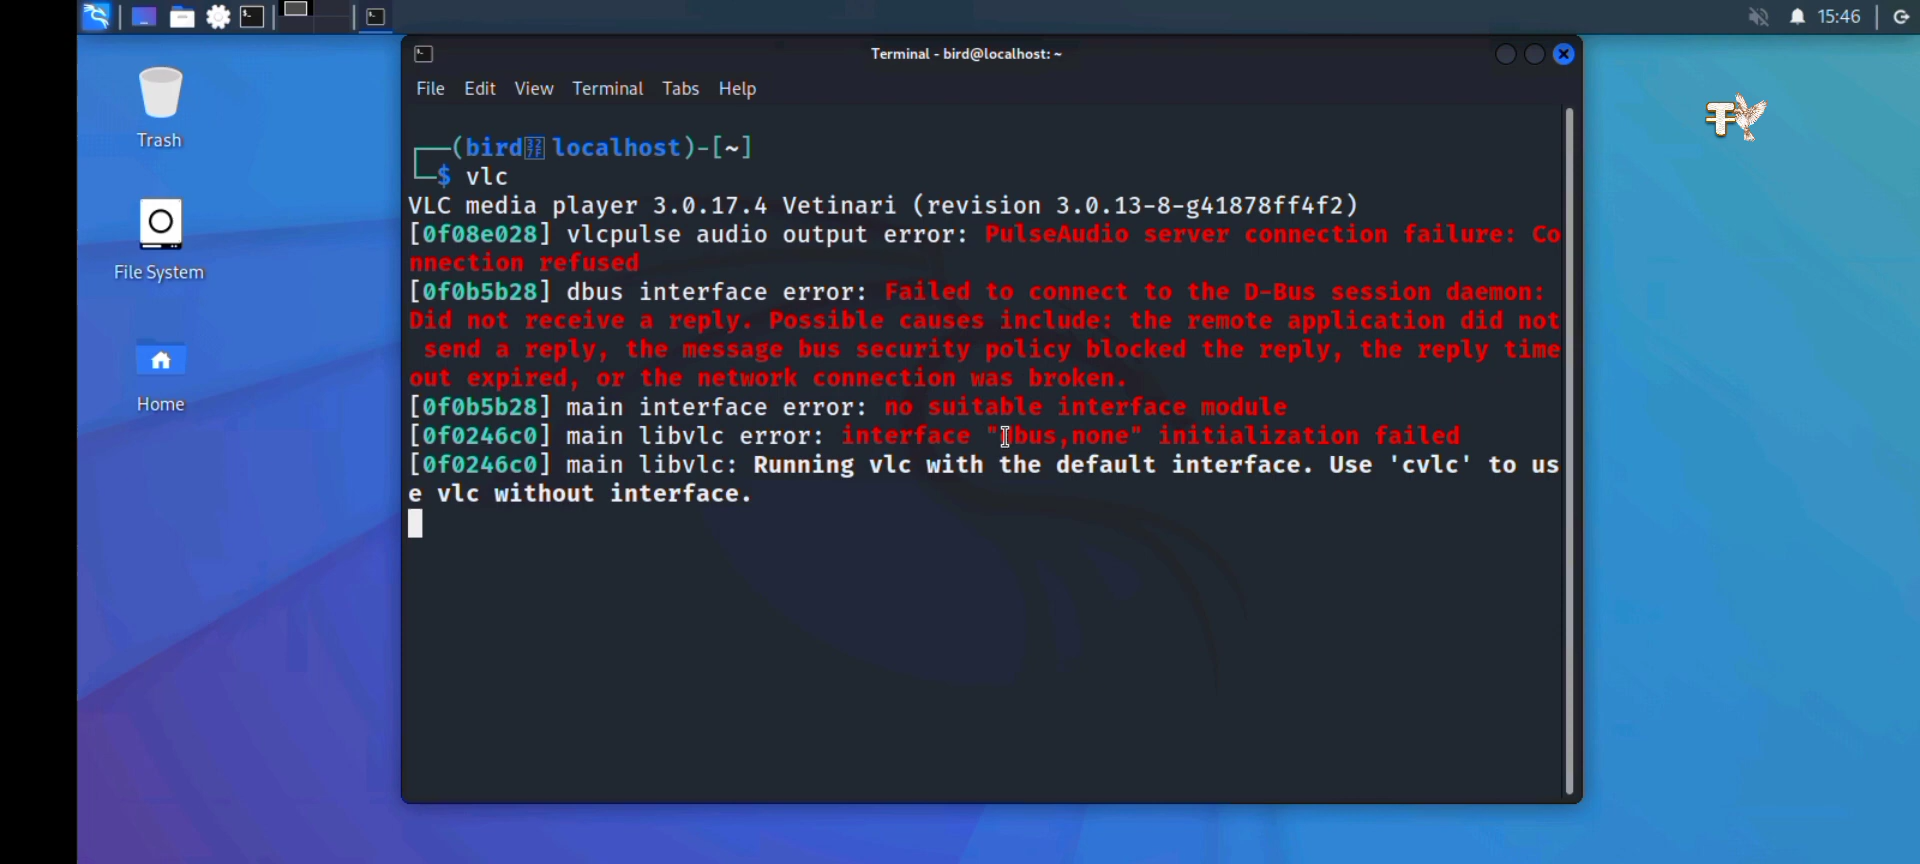 15:46
Terminal - bird@localhost: ~
File Edit View Terminal Tabs Help
Trash
File System
Home
┌──(bird㉿localhost)-[~]
└─$ vlc
VLC media player 3.0.17.4 Vetinari (revision 3.0.13-8-g41878ff4f2)
[0f08e028] vlcpulse audio output error: PulseAudio server connection failure: Co
nnection refused
[0f0b5b28] dbus interface error: Failed to connect to the D-Bus session daemon:
Did not receive a reply. Possible causes include: the remote application did not
send a reply, the message bus security policy blocked the reply, the reply time
out expired, or the network connection was broken.
[0f0b5b28] main interface error: no suitable interface module
[0f0246c0] main libvlc error: interface "dbus,none" initialization failed
[0f0246c0] main libvlc: Running vlc with the default interface. Use 'cvlc' to us
e vlc without interface.